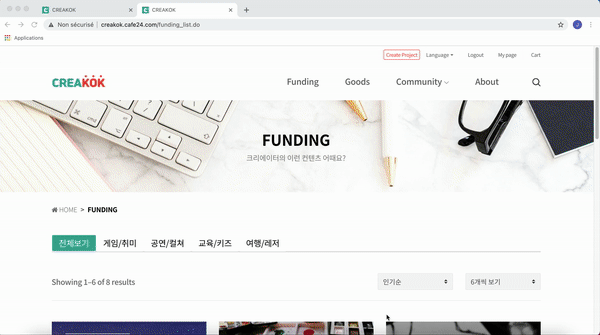 CREAKOK
CREAKOK
Non sécurisé | creakok.cafe24.com/funding_list.do
Applications
Create Project Language Logout My page Cart
CREAKOK Funding Goods Community About
FUNDING
크리에이터의 이런 컨텐츠 어때요?
HOME > FUNDING
전체보기 게임/취미 공연/컬쳐 교육/키즈 여행/레저
Showing 1–6 of 8 results 인기순 6개씩 보기